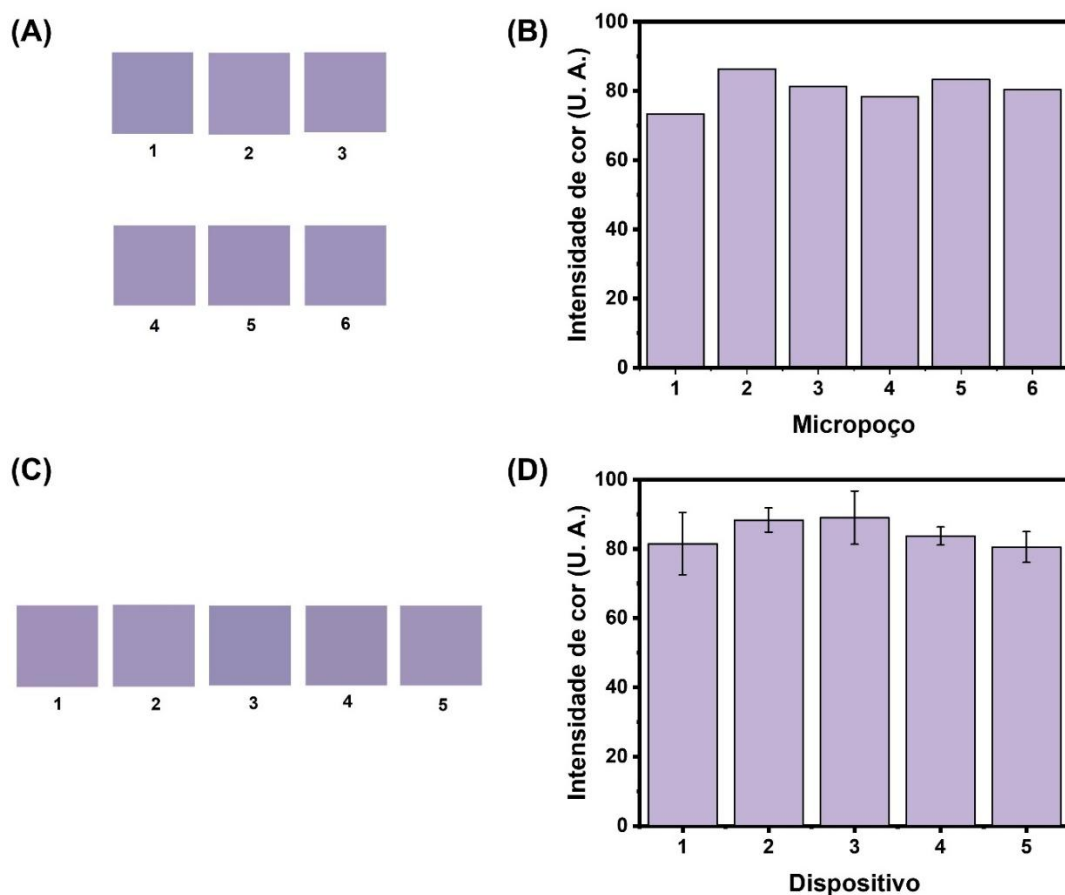 (A)
1 2 3
4 5 6
(B)
Intensidade de cor (U. A.)
100
80
60
40
20
0
1 2 3 4 5 6
Micropoço
(C)
1 2 3 4 5
(D)
Intensidade de cor (U. A.)
100
80
60
40
20
0
1 2 3 4 5
Dispositivo